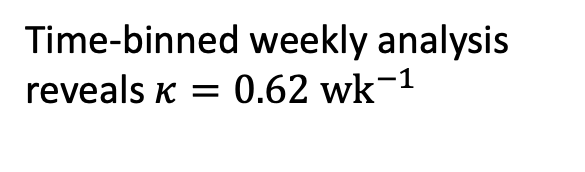 Time-binned weekly analysis
reveals κ = 0.62 wk⁻¹